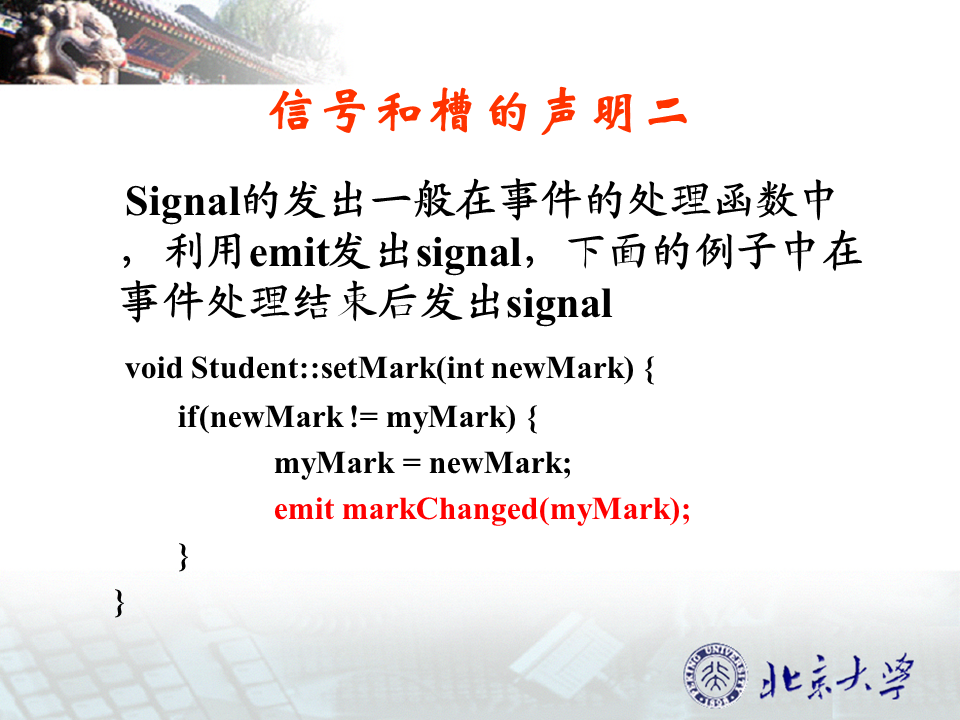 信号和槽的声明二
Signal的发出一般在事件的处理函数中
，利用emit发出signal，下面的例子中在
事件处理结束后发出signal
void Student::setMark(int newMark) {
if(newMark != myMark) {
myMark = newMark;
emit markChanged(myMark);
}
}
PEKING UNIVERSITY
1898
北京大学